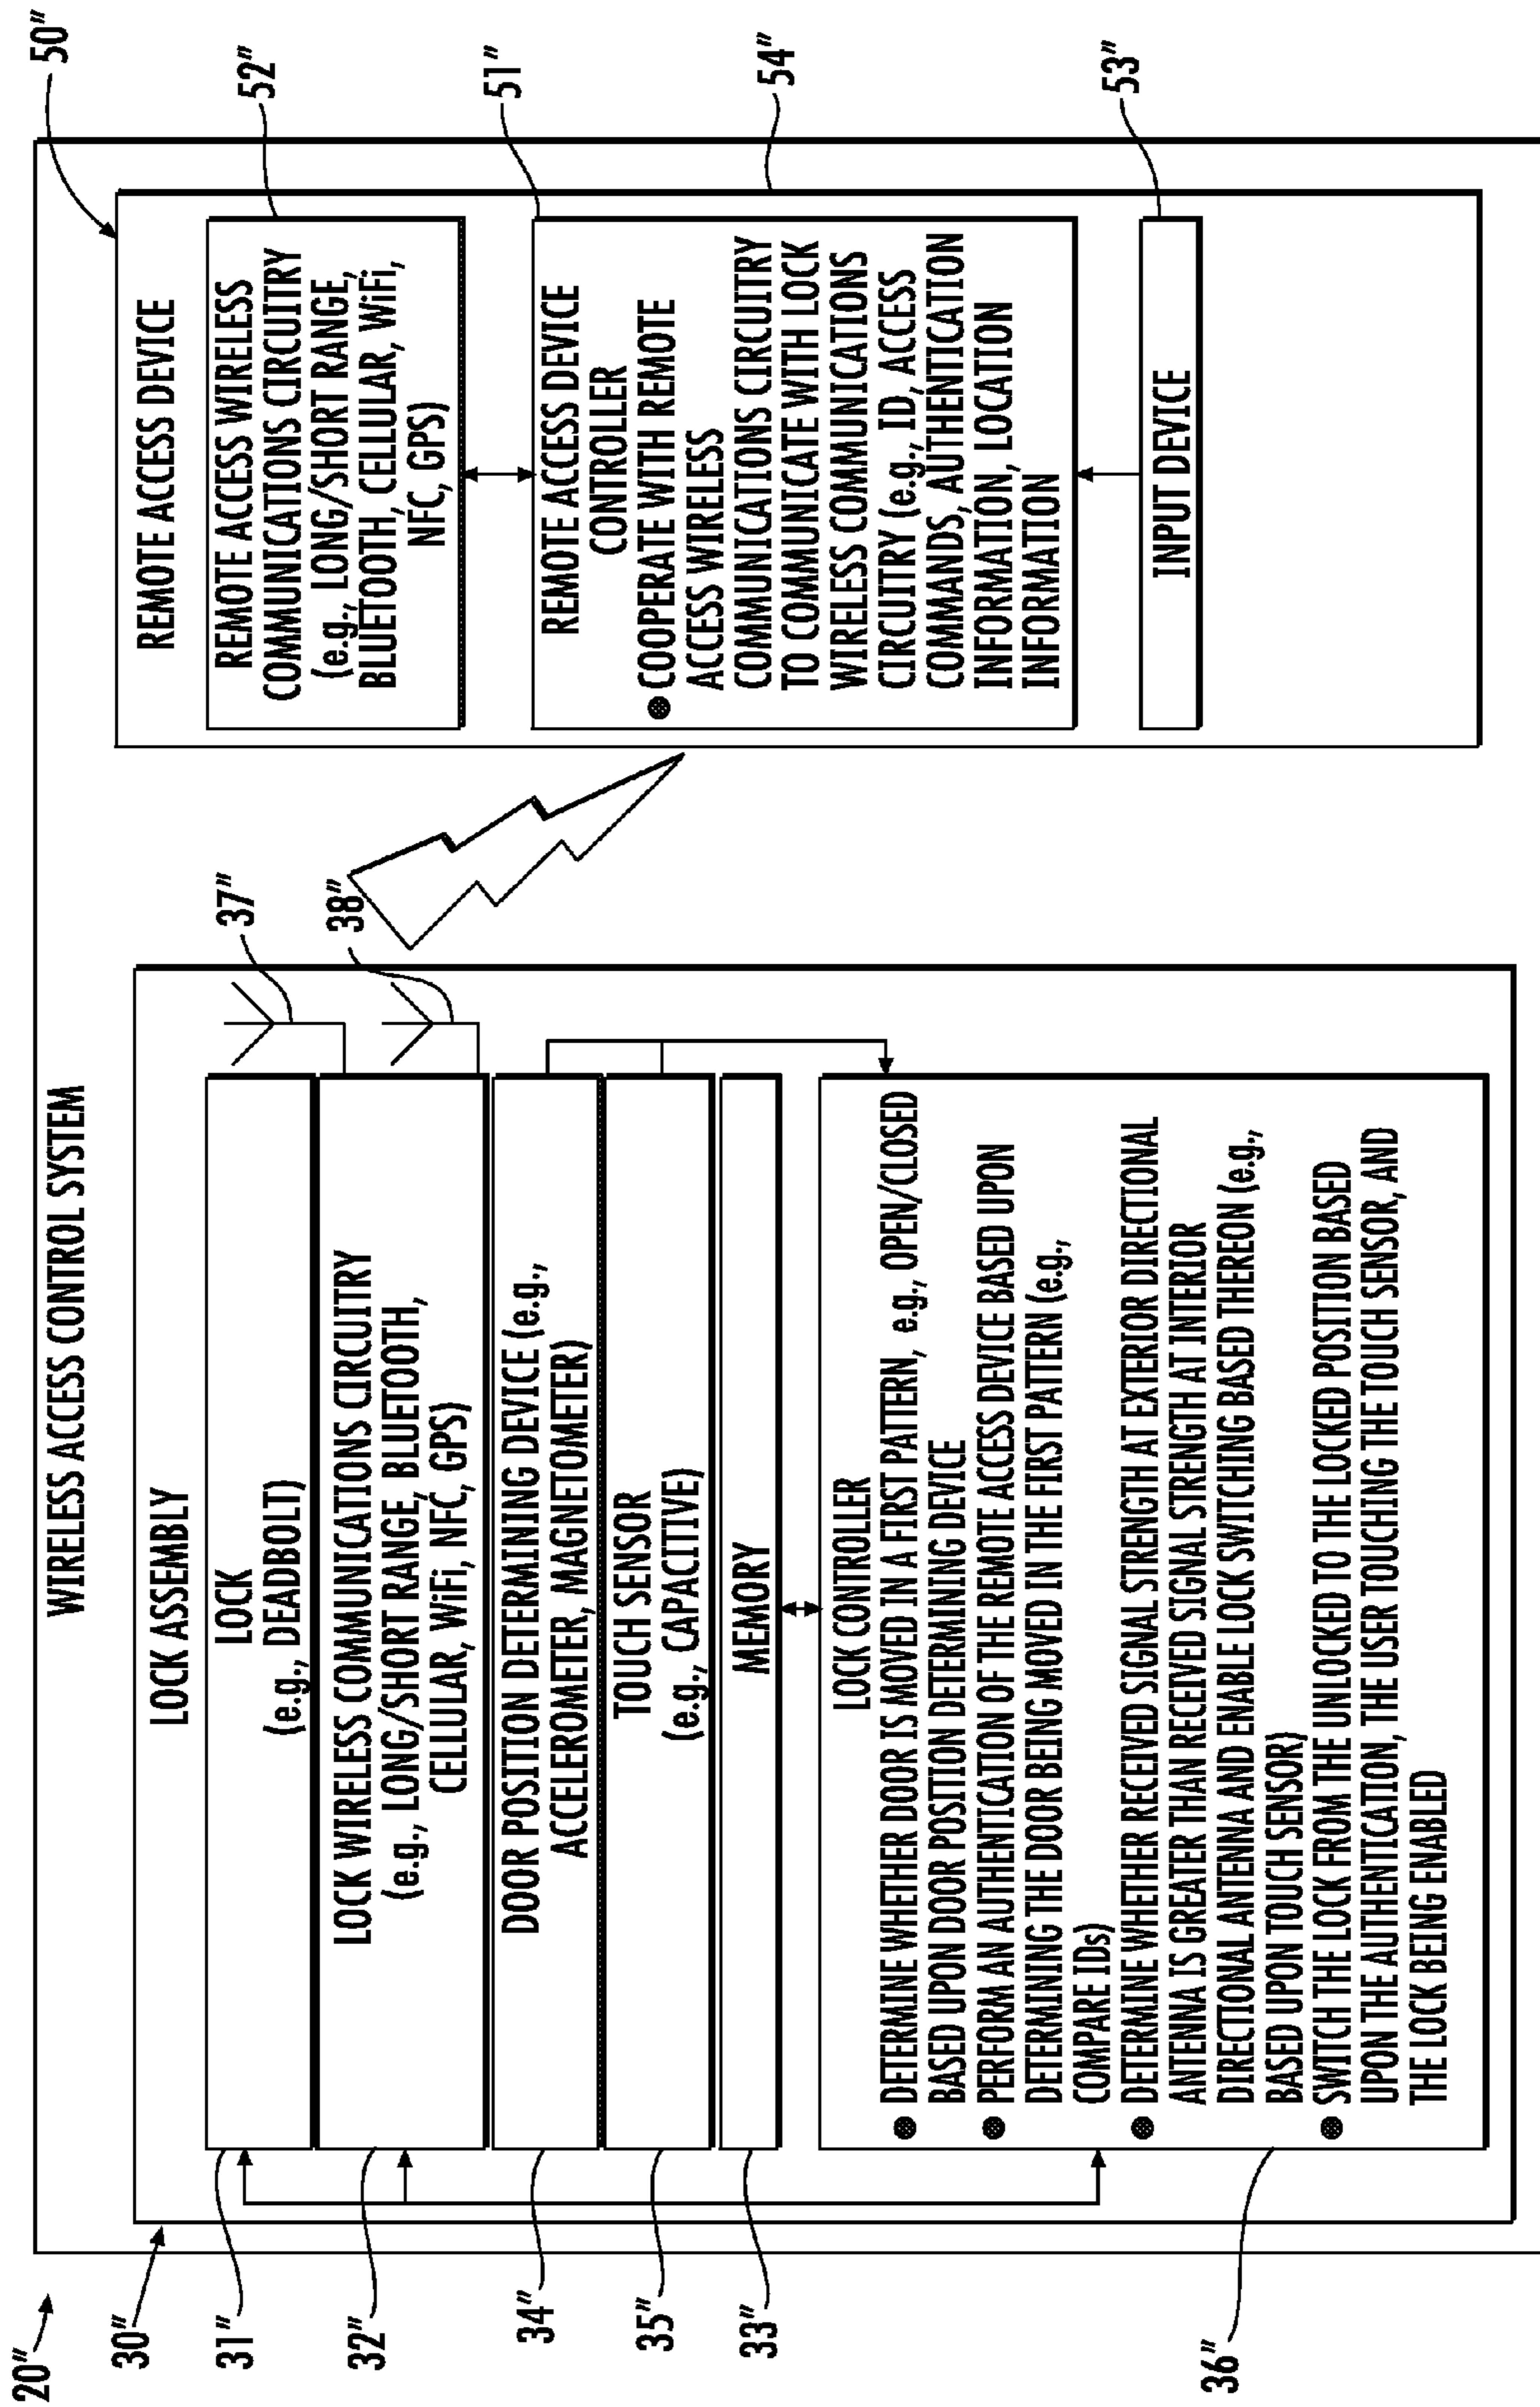 WIRELESS ACCESS CONTROL SYSTEM
20″
30″
LOCK ASSEMBLY
31″
LOCK
(e.g., DEADBOLT)
37″
32″
LOCK WIRELESS COMMUNICATIONS CIRCUITRY
(e.g., LONG/SHORT RANGE, BLUETOOTH,
CELLULAR, WiFi, NFC, GPS)
38″
34″
DOOR POSITION DETERMINING DEVICE (e.g.,
ACCELEROMETER, MAGNETOMETER)
35″
TOUCH SENSOR
(e.g., CAPACITIVE)
33″
MEMORY
36″
LOCK CONTROLLER
● DETERMINE WHETHER DOOR IS MOVED IN A FIRST PATTERN, e.g., OPEN/CLOSED
BASED UPON DOOR POSITION DETERMINING DEVICE
● PERFORM AN AUTHENTICATION OF THE REMOTE ACCESS DEVICE BASED UPON
DETERMINING THE DOOR BEING MOVED IN THE FIRST PATTERN (e.g.,
COMPARE IDs)
● DETERMINE WHETHER RECEIVED SIGNAL STRENGTH AT EXTERIOR DIRECTIONAL
ANTENNA IS GREATER THAN RECEIVED SIGNAL STRENGTH AT INTERIOR
DIRECTIONAL ANTENNA AND ENABLE LOCK SWITCHING BASED THEREON (e.g.,
BASED UPON TOUCH SENSOR)
● SWITCH THE LOCK FROM THE UNLOCKED TO THE LOCKED POSITION BASED
UPON THE AUTHENTICATION, THE USER TOUCHING THE TOUCH SENSOR, AND
THE LOCK BEING ENABLED
50″
REMOTE ACCESS DEVICE
52″
REMOTE ACCESS WIRELESS
COMMUNICATIONS CIRCUITRY
(e.g., LONG/SHORT RANGE,
BLUETOOTH, CELLULAR, WiFi,
NFC, GPS)
51″
REMOTE ACCESS DEVICE
CONTROLLER
● COOPERATE WITH REMOTE
ACCESS WIRELESS
COMMUNICATIONS CIRCUITRY
TO COMMUNICATE WITH LOCK
WIRELESS COMMUNICATIONS
CIRCUITRY (e.g., ID, ACCESS
COMMANDS, AUTHENTICATION
INFORMATION, LOCATION
INFORMATION
54″
53″
INPUT DEVICE